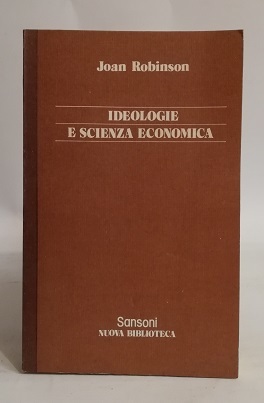 Joan Robinson
IDEOLOGIE
E SCIENZA ECONOMICA
Sansoni
NUOVA BIBLIOTECA